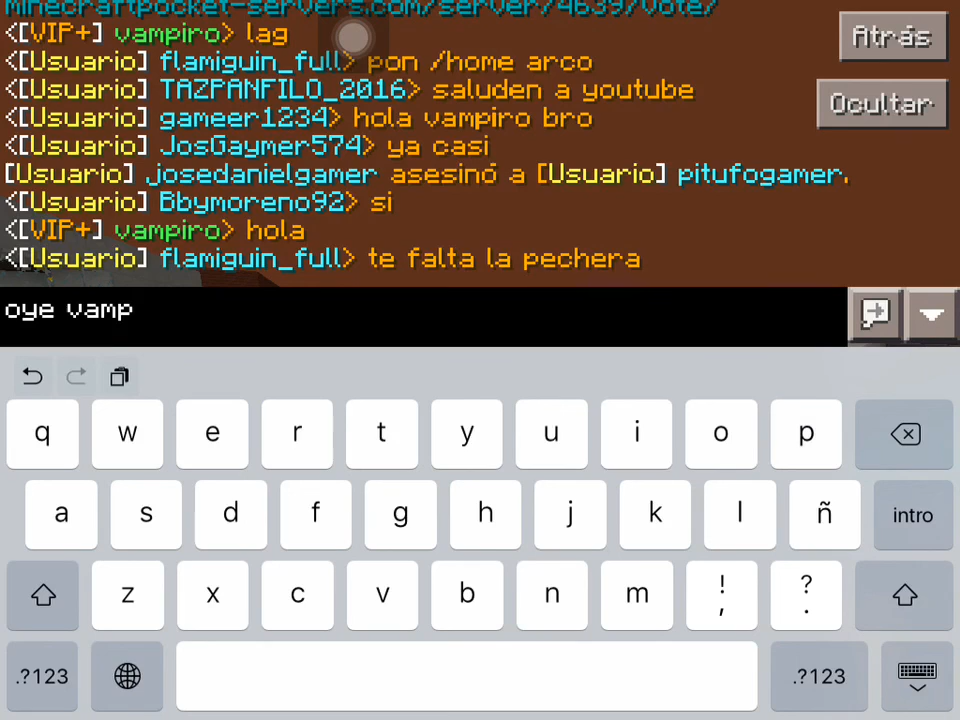 minecraftpocket-servers.com/server/4639/vote/
<[VIP+] vampiro> lag
<[Usuario] flamiguin_full> pon /home arco
<[Usuario] TAZPANFILO_2016> saluden a youtube
<[Usuario] gameer1234> hola vampiro bro
<[Usuario] JosGaymer574> ya casi
[Usuario] josedanielgamer asesinó a [Usuario] pitufogamer.
<[Usuario] Bbymoreno92> si
<[VIP+] vampiro> hola
<[Usuario] flamiguin_full> te falta la pechera
Atrás
Ocultar
oye vamp
q w e r t y u i o p
a s d f g h j k l ñ intro
z x c v b n m ! , ? .
.?123 .?123